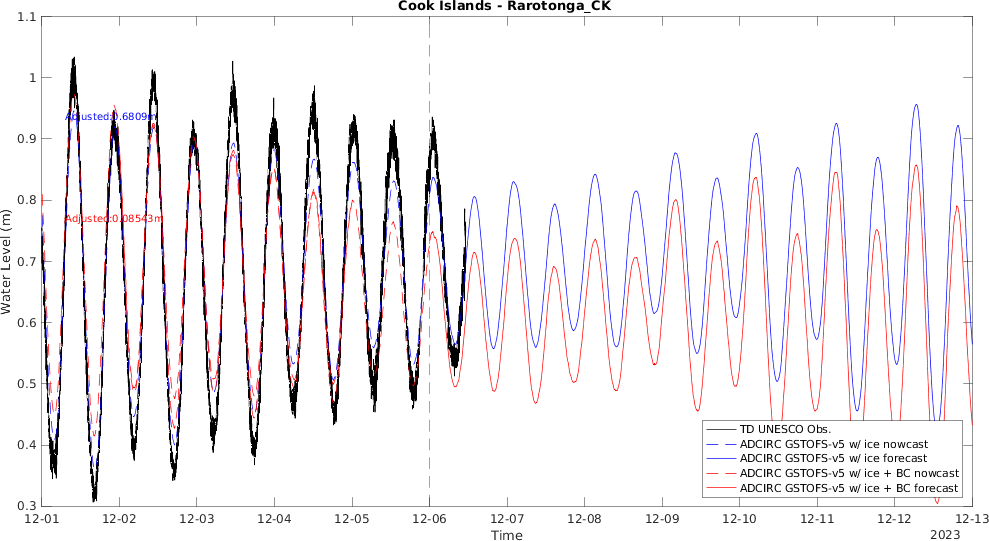 Cook Islands - Rarotonga_CK
1.1
1
0.9
0.8
0.7
0.6
0.5
0.4
0.3
Water Level (m)
Adjusted:0.6809m
Adjusted:0.08543m
TD UNESCO Obs.
ADCIRC GSTOFS-v5 w/ ice nowcast
ADCIRC GSTOFS-v5 w/ ice forecast
ADCIRC GSTOFS-v5 w/ ice + BC nowcast
ADCIRC GSTOFS-v5 w/ ice + BC forecast
12-01 12-02 12-03 12-04 12-05 12-06 12-07 12-08 12-09 12-10 12-11 12-12 12-13
Time
2023